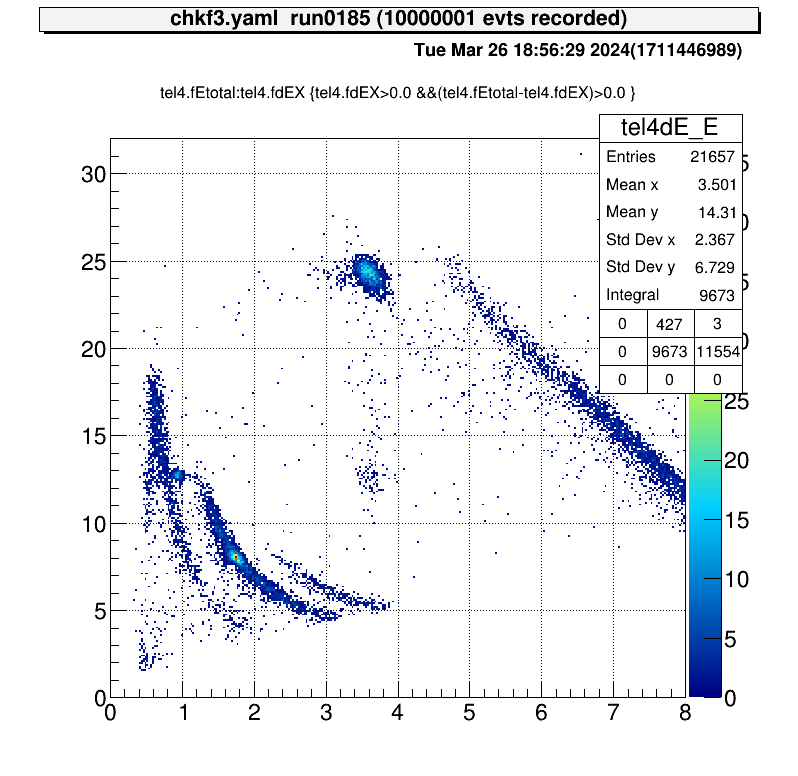 chkf3.yaml run0185 (10000001 evts recorded)
Tue Mar 26 18:56:29 2024(1711446989)
tel4.fEtotal:tel4.fdEX {tel4.fdEX>0.0 &&(tel4.fEtotal-tel4.fdEX)>0.0 }
tel4dE_E
Entries 21657
Mean x 3.501
Mean y 14.31
Std Dev x 2.367
Std Dev y 6.729
Integral 9673
0 427 3
0 9673 11554
0 0 0
30
25
20
15
10
5
0
0 1 2 3 4 5 6 7 8
25
20
15
10
5
0